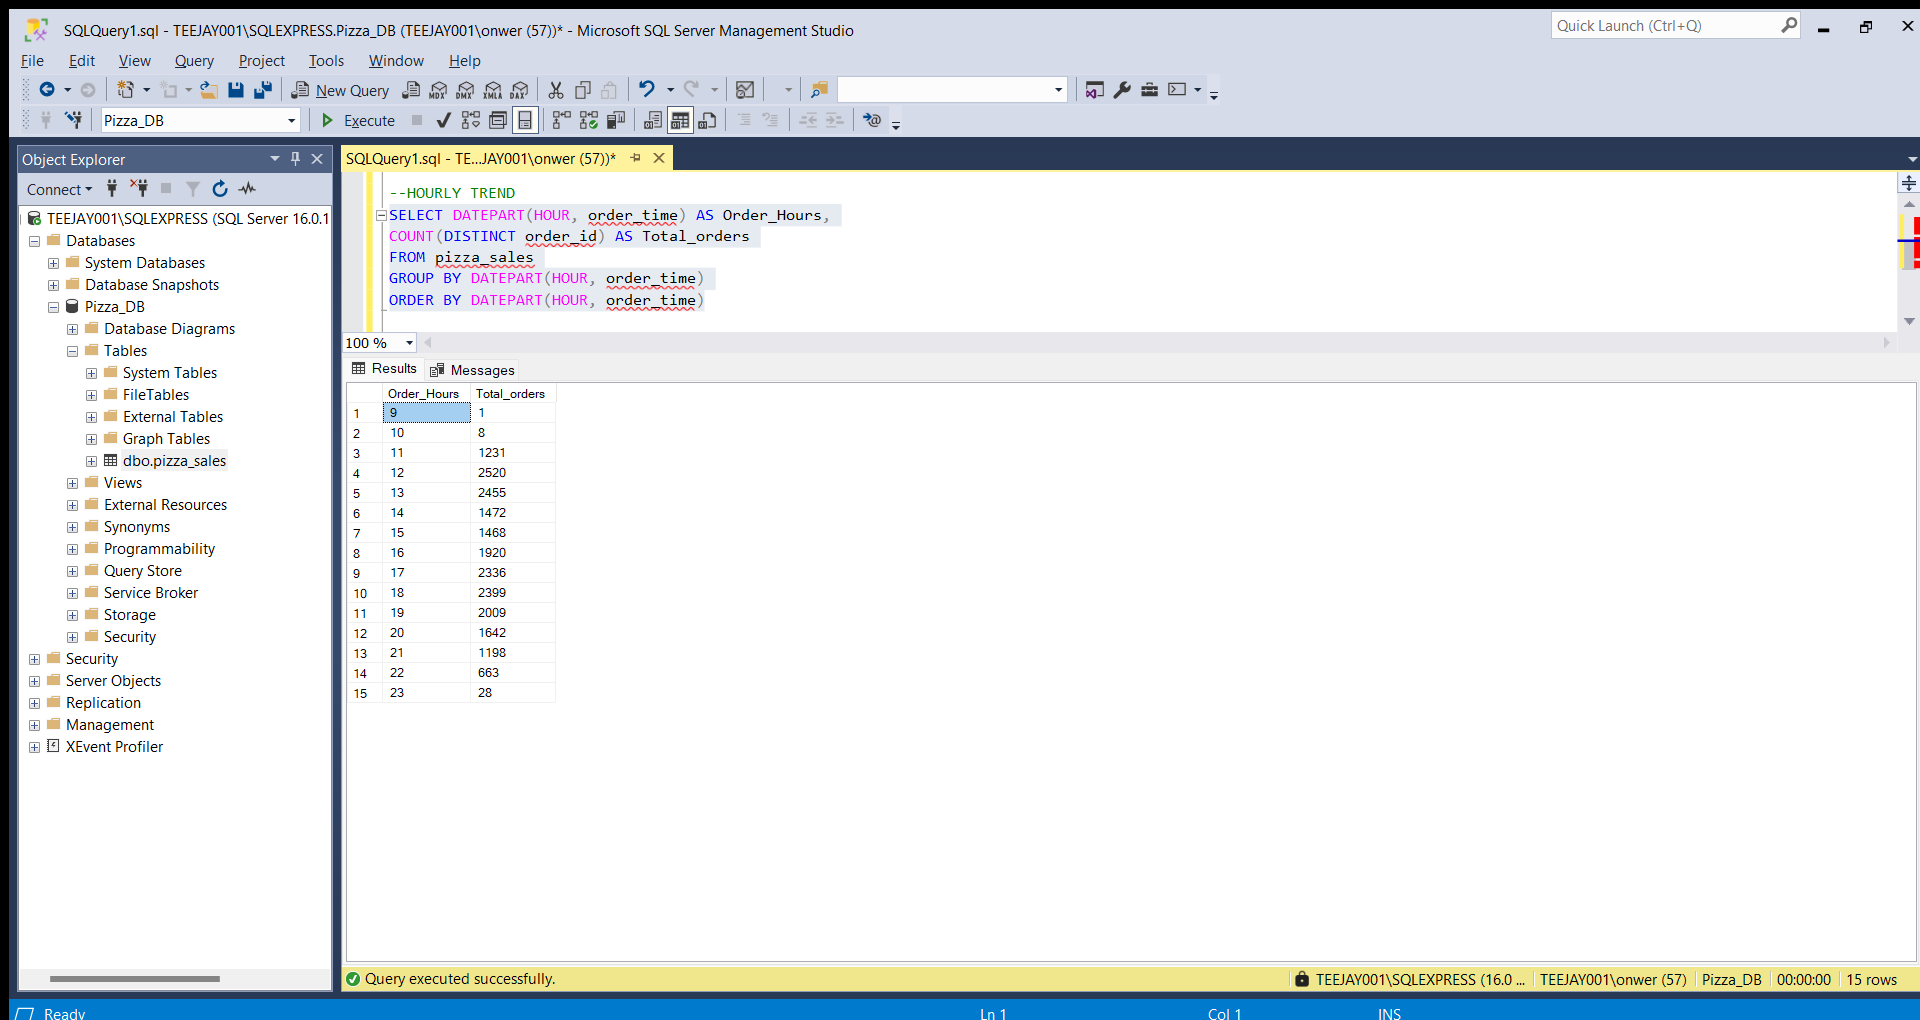 SQLQuery1.sql - TEEJAY001\SQLEXPRESS.Pizza_DB (TEEJAY001\onwer (57))* - Microsoft SQL Server Management Studio
Quick Launch (Ctrl+Q)
File Edit View Query Project Tools Window Help
New Query MDX DMX XMLA DAX
Pizza_DB Execute
Object Explorer
Connect
TEEJAY001\SQLEXPRESS (SQL Server 16.0.1
Databases
System Databases
Database Snapshots
Pizza_DB
Database Diagrams
Tables
System Tables
FileTables
External Tables
Graph Tables
dbo.pizza_sales
Views
External Resources
Synonyms
Programmability
Query Store
Service Broker
Storage
Security
Security
Server Objects
Replication
Management
XEvent Profiler
SQLQuery1.sql - TE...JAY001\onwer (57))*
--HOURLY TREND
SELECT DATEPART(HOUR, order_time) AS Order_Hours,
COUNT(DISTINCT order_id) AS Total_orders
FROM pizza_sales
GROUP BY DATEPART(HOUR, order_time)
ORDER BY DATEPART(HOUR, order_time)
100 %
Results Messages
Order_Hours Total_orders
1 9 1
2 10 8
3 11 1231
4 12 2520
5 13 2455
6 14 1472
7 15 1468
8 16 1920
9 17 2336
10 18 2399
11 19 2009
12 20 1642
13 21 1198
14 22 663
15 23 28
Query executed successfully. TEEJAY001\SQLEXPRESS (16.0 ... TEEJAY001\onwer (57) Pizza_DB 00:00:00 15 rows
Ready Ln 1 Col 1 INS